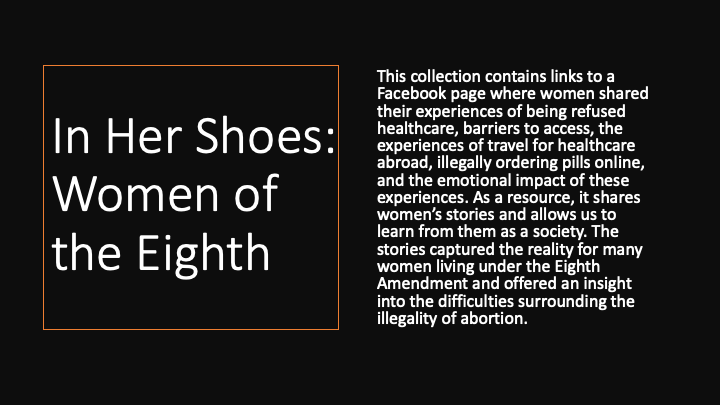 In Her Shoes:
Women of
the Eighth
This collection contains links to a
Facebook page where women shared
their experiences of being refused
healthcare, barriers to access, the
experiences of travel for healthcare
abroad, illegally ordering pills online,
and the emotional impact of these
experiences. As a resource, it shares
women’s stories and allows us to
learn from them as a society. The
stories captured the reality for many
women living under the Eighth
Amendment and offered an insight
into the difficulties surrounding the
illegality of abortion.